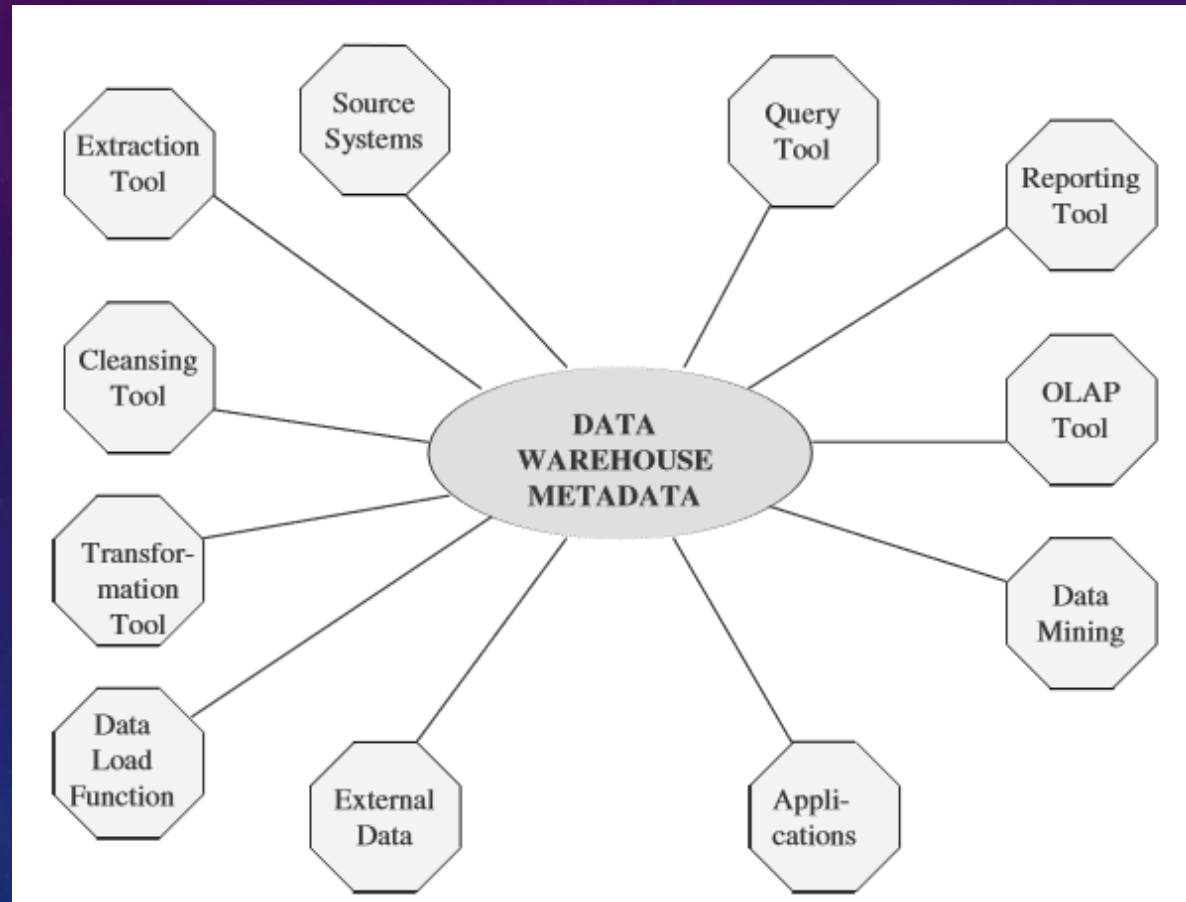 Source
Systems
Query
Tool
Extraction
Tool
Reporting
Tool
Cleansing
Tool
OLAP
Tool
DATA
WAREHOUSE
METADATA
Transfor-
mation
Tool
Data
Mining
Data
Load
Function
External
Data
Appli-
cations